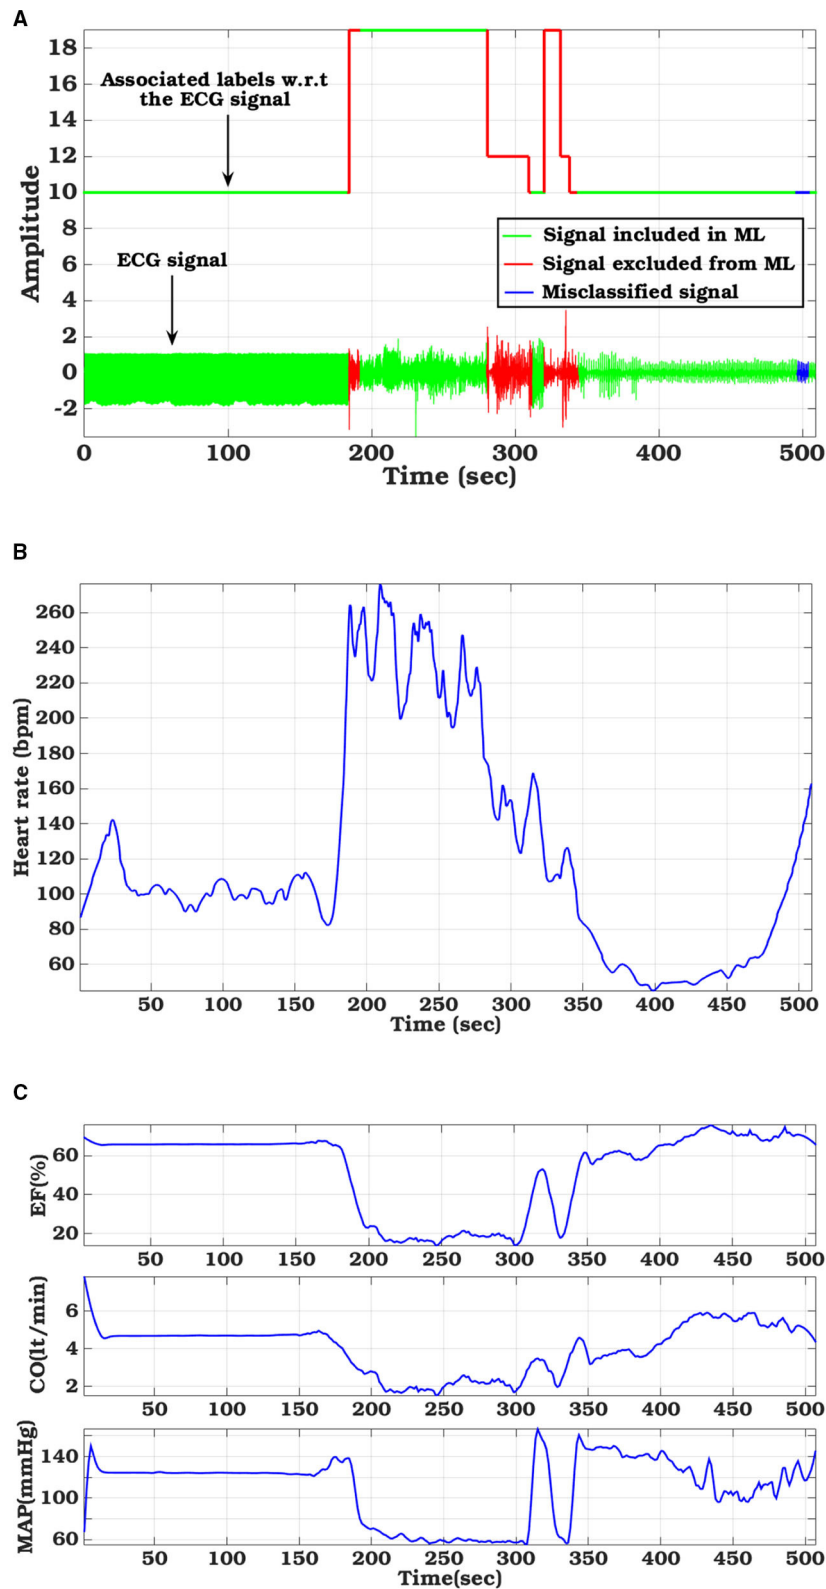 A
18
16
14
12
10
8
6
4
2
0
-2
Amplitude
Associated labels w.r.t
the ECG signal
ECG signal
Signal included in ML
Signal excluded from ML
Misclassified signal
0 100 200 300 400 500
Time (sec)
B
260
240
220
200
180
160
140
120
100
80
60
Heart rate (bpm)
50 100 150 200 250 300 350 400 450 500
Time (sec)
C
60
40
20
EF(%)
50 100 150 200 250 300 350 400 450 500
6
4
2
CO(lt/min)
50 100 150 200 250 300 350 400 450 500
140
100
60
MAP(mmHg)
50 100 150 200 250 300 350 400 450 500
Time(sec)